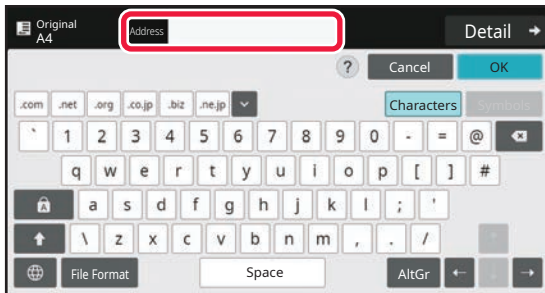 Original
A4
Address
Detail
? Cancel OK
.com .net .org .co.jp .biz .ne.jp Characters Symbols
` 1 2 3 4 5 6 7 8 9 0 - = @
q w e r t y u i o p [ ] #
A a s d f g h j k l ; '
\ z x c v b n m , . /
File Format Space AltGr